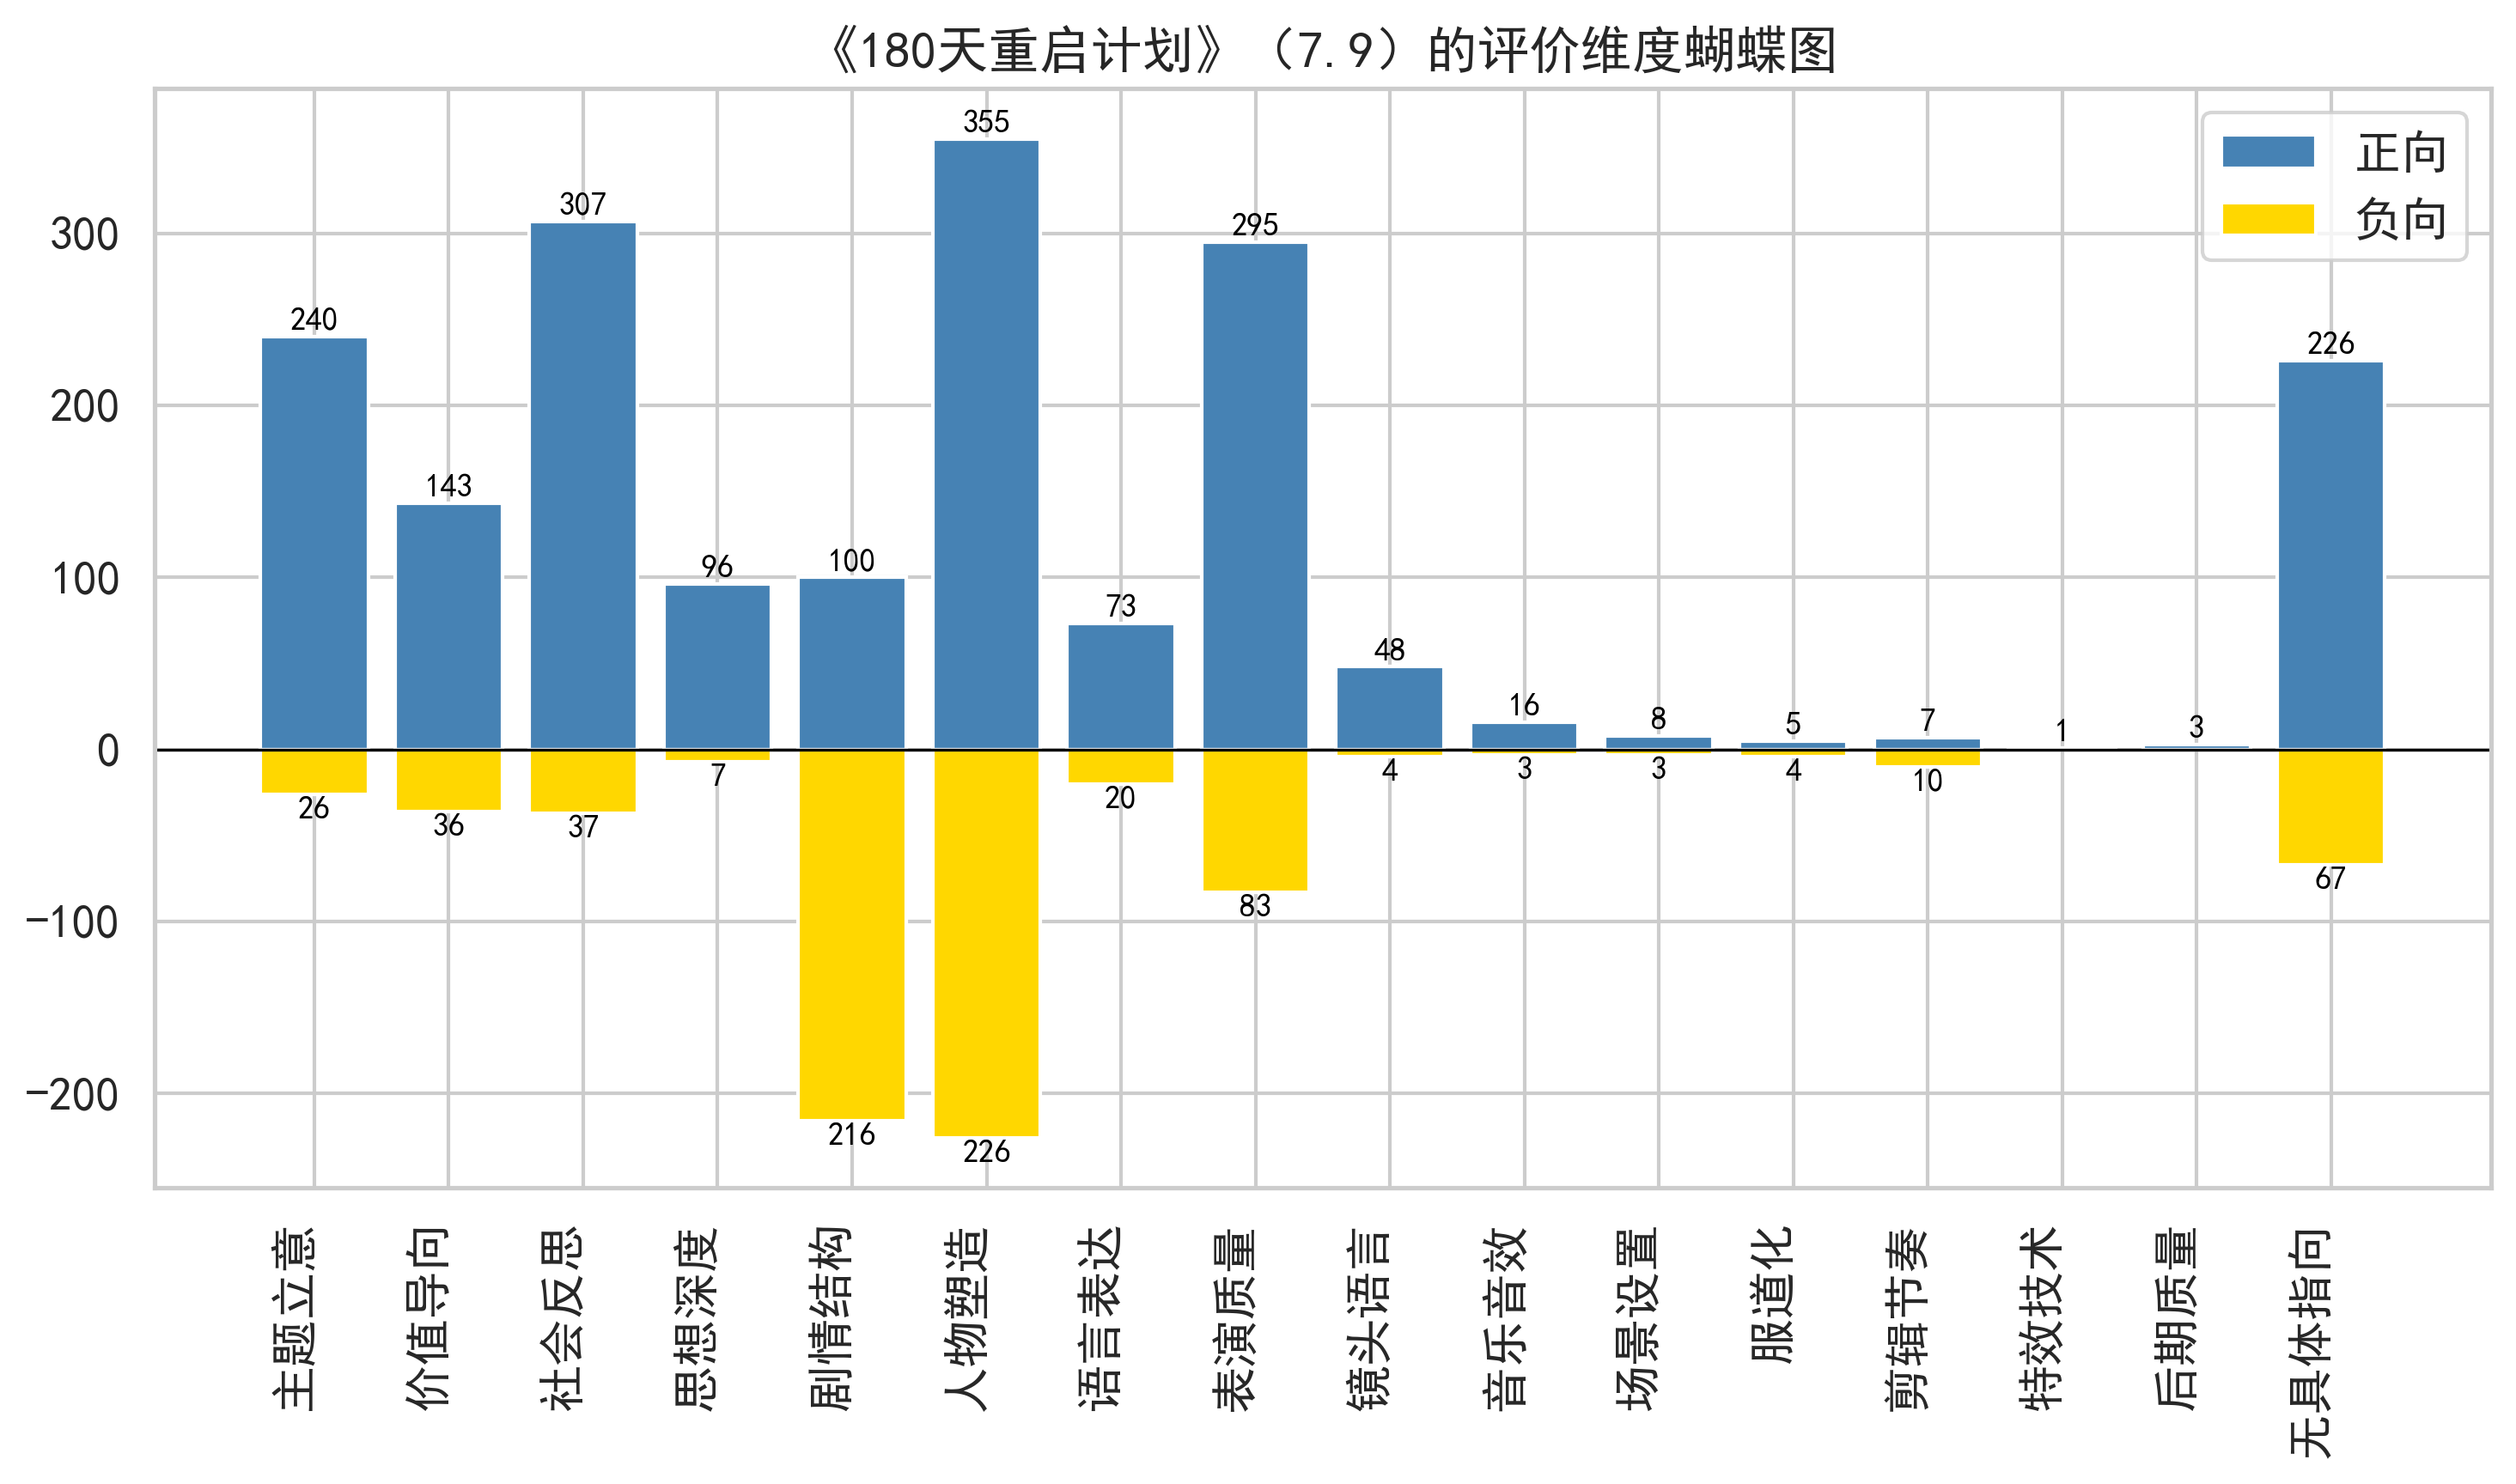 《180天重启计划》（7.9）的评价维度蝴蝶图
正向
负向
300
200
100
0
−100
−200
240
143
307
96
100
355
73
295
48
16
8
5
7
1
3
226
26
36
37
7
216
226
20
83
4
3
3
4
10
67
主题立意
价值导向
社会反思
思想深度
剧情结构
人物塑造
语言表达
表演质量
镜头语言
音乐音效
场景设置
服道化
剪辑节奏
特效技术
后期质量
无具体指向